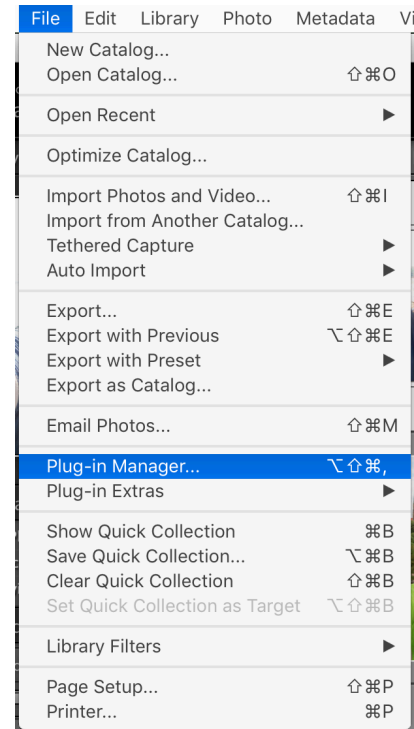 File Edit Library Photo Metadata Vi
New Catalog...
Open Catalog... ⇧⌘O
Open Recent ▶
Optimize Catalog...
Import Photos and Video... ⇧⌘I
Import from Another Catalog...
Tethered Capture ▶
Auto Import ▶
Export... ⇧⌘E
Export with Previous ⌥⇧⌘E
Export with Preset ▶
Export as Catalog...
Email Photos... ⇧⌘M
Plug-in Manager... ⌥⇧⌘,
Plug-in Extras ▶
Show Quick Collection ⌘B
Save Quick Collection... ⌥⌘B
Clear Quick Collection ⇧⌘B
Set Quick Collection as Target ⌥⇧⌘B
Library Filters ▶
Page Setup... ⇧⌘P
Printer... ⌘P